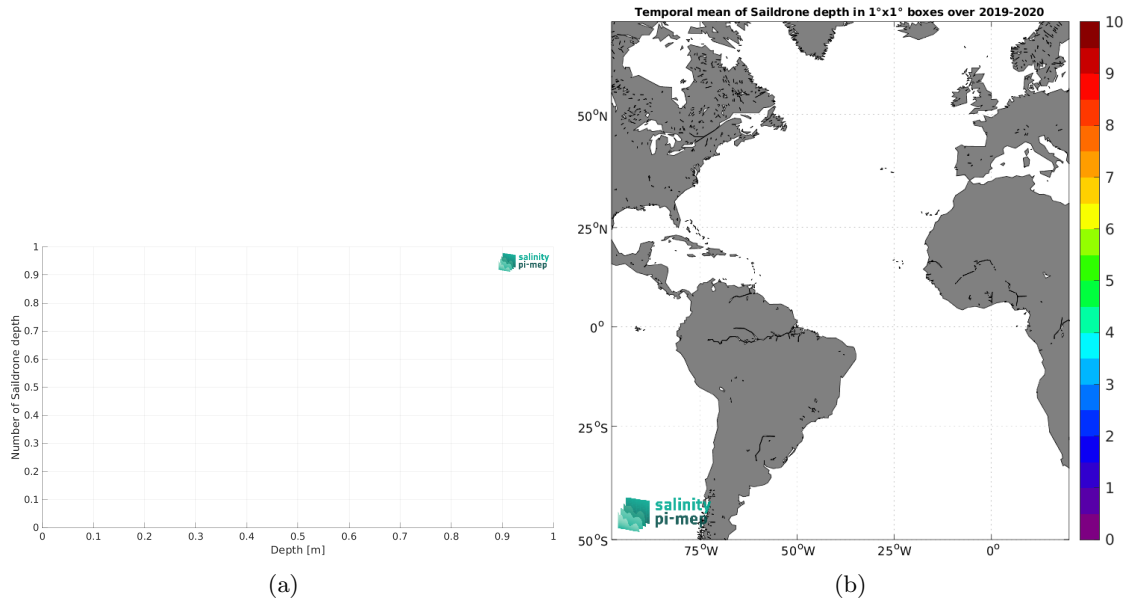 Temporal mean of Saildrone depth in 1°x1° boxes over 2019-2020
10
9
8
7
6
5
4
3
2
1
0
50°N
25°N
0°
25°S
50°S
75°W
50°W
25°W
0°
salinity
pi-mep
1
0.9
0.8
0.7
0.6
0.5
0.4
0.3
0.2
0.1
0
Number of Saildrone depth
0
0.1
0.2
0.3
0.4
0.5
0.6
0.7
0.8
0.9
1
Depth [m]
salinity
pi-mep
(a)
(b)